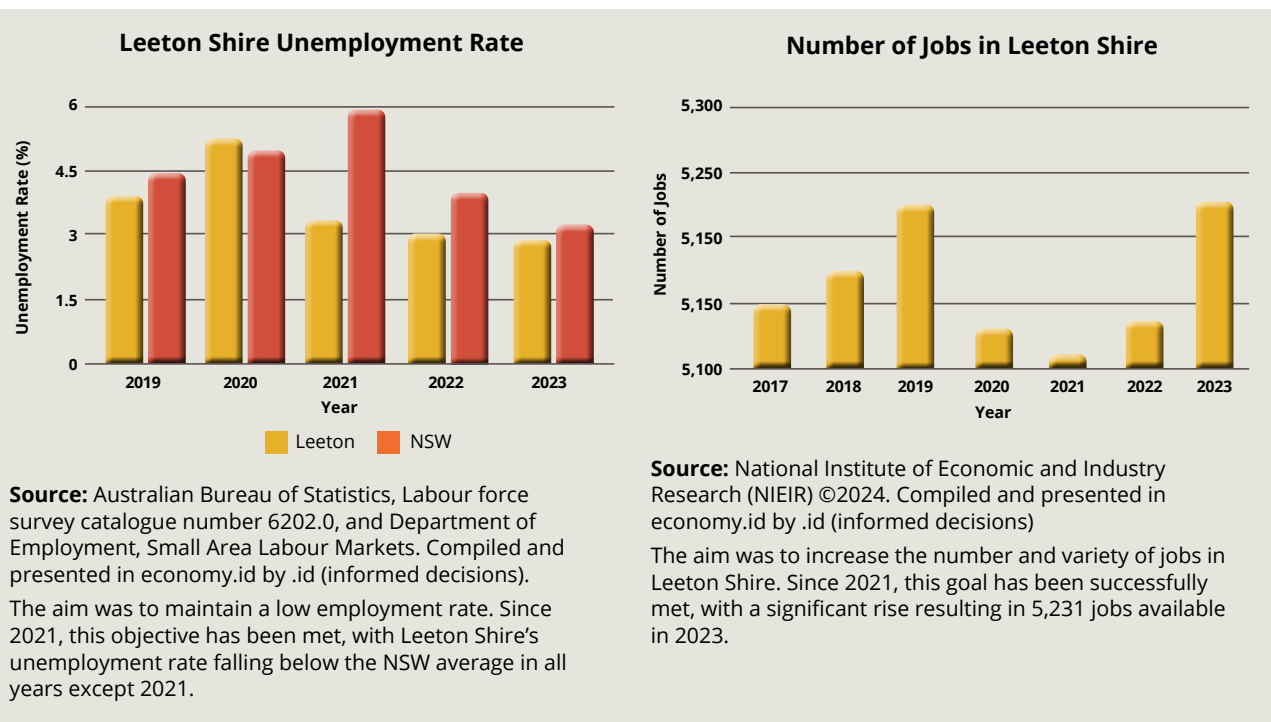 Leeton Shire Unemployment Rate
Unemployment Rate (%)
6
4.5
3
1.5
0
2019 2020 2021 2022 2023
Year
Leeton NSW
Source: Australian Bureau of Statistics, Labour force
survey catalogue number 6202.0, and Department of
Employment, Small Area Labour Markets. Compiled and
presented in economy.id by .id (informed decisions).
The aim was to maintain a low employment rate. Since
2021, this objective has been met, with Leeton Shire’s
unemployment rate falling below the NSW average in all
years except 2021.
Number of Jobs in Leeton Shire
Number of Jobs
5,300
5,250
5,150
5,150
5,100
2017 2018 2019 2020 2021 2022 2023
Year
Source: National Institute of Economic and Industry
Research (NIEIR) ©2024. Compiled and presented in
economy.id by .id (informed decisions)
The aim was to increase the number and variety of jobs in
Leeton Shire. Since 2021, this goal has been successfully
met, with a significant rise resulting in 5,231 jobs available
in 2023.